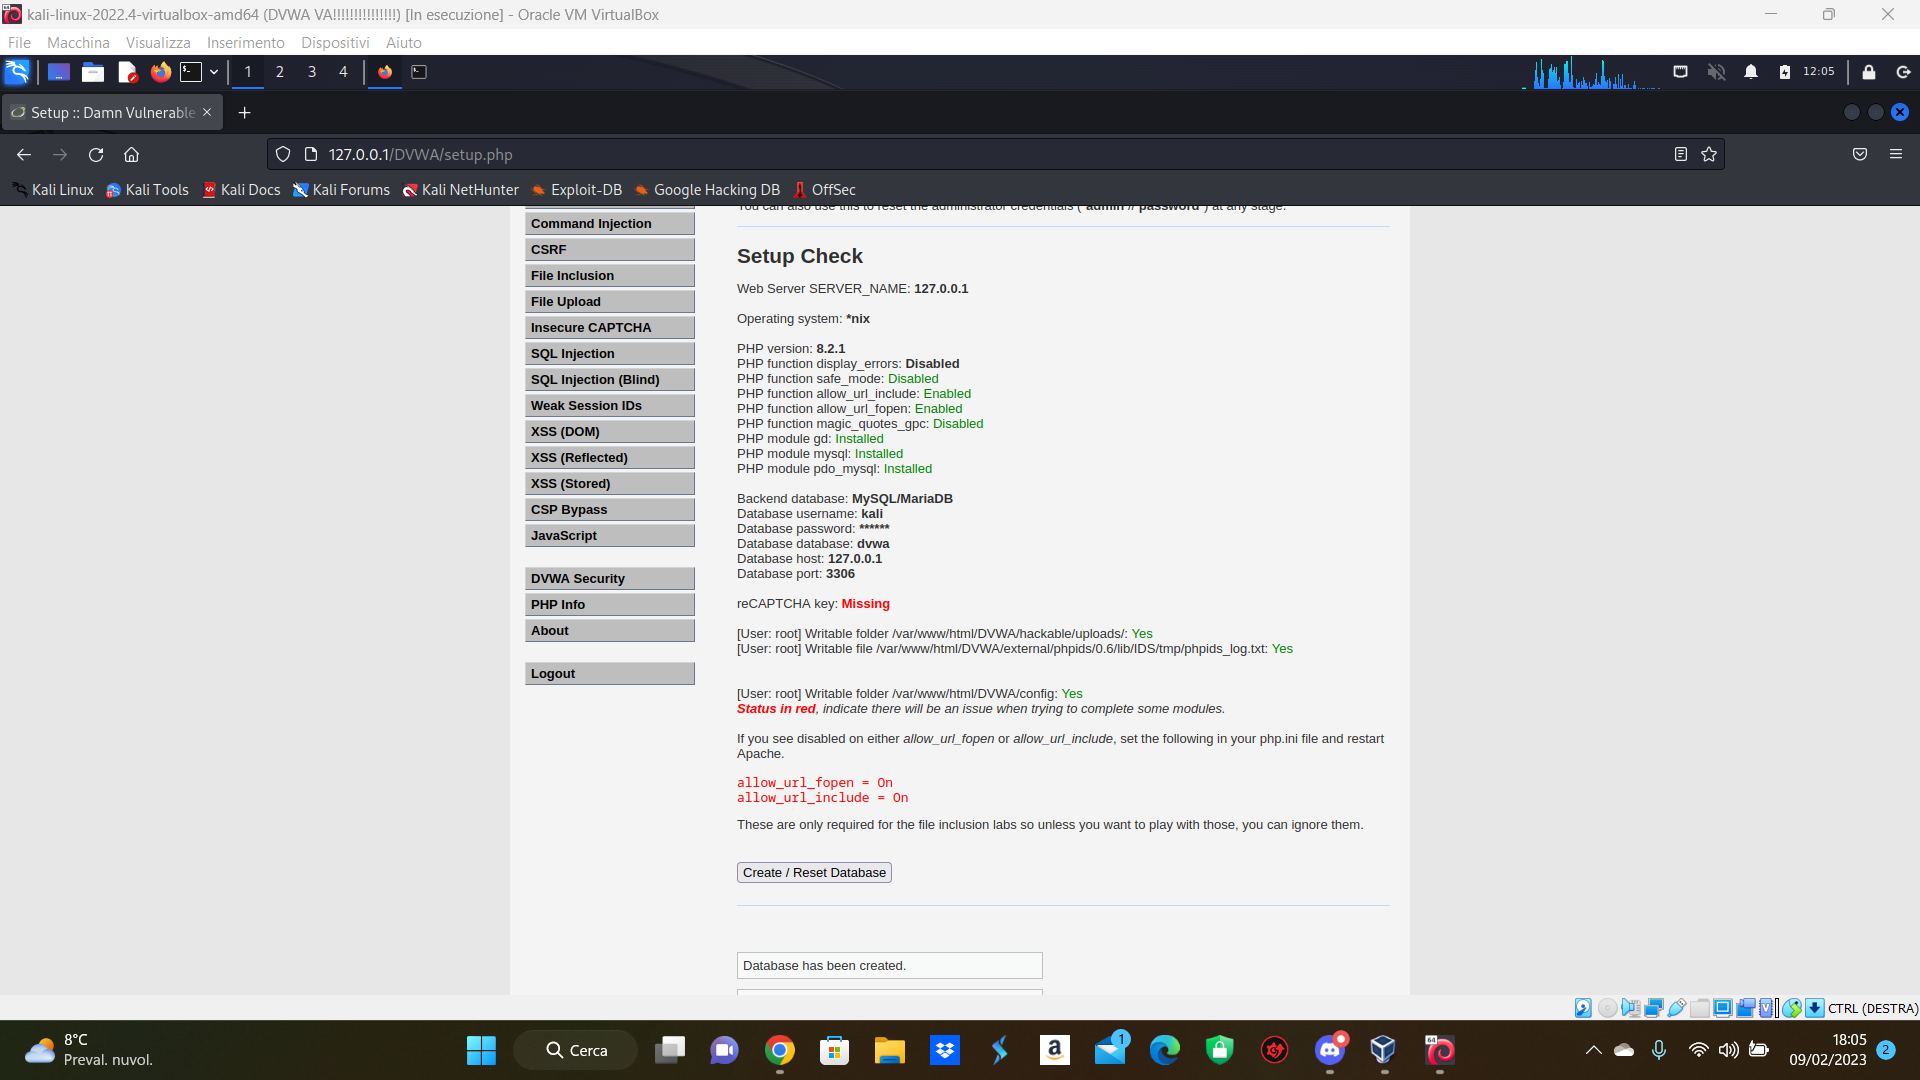 kali-linux-2022.4-virtualbox-amd64 (DVWA VA!!!!!!!!!!!!!!!) [In esecuzione] - Oracle VM VirtualBox
File Macchina Visualizza Inserimento Dispositivi Aiuto
1 2 3 4
12:05
Setup :: Damn Vulnerable
127.0.0.1/DVWA/setup.php
Kali Linux Kali Tools Kali Docs Kali Forums Kali NetHunter Exploit-DB Google Hacking DB OffSec
You can also use this to reset the administrator credentials ("admin // password") at any stage.
Command Injection
CSRF
File Inclusion
File Upload
Insecure CAPTCHA
SQL Injection
SQL Injection (Blind)
Weak Session IDs
XSS (DOM)
XSS (Reflected)
XSS (Stored)
CSP Bypass
JavaScript
DVWA Security
PHP Info
About
Logout
Setup Check
Web Server SERVER_NAME: 127.0.0.1
Operating system: *nix
PHP version: 8.2.1
PHP function display_errors: Disabled
PHP function safe_mode: Disabled
PHP function allow_url_include: Enabled
PHP function allow_url_fopen: Enabled
PHP function magic_quotes_gpc: Disabled
PHP module gd: Installed
PHP module mysql: Installed
PHP module pdo_mysql: Installed
Backend database: MySQL/MariaDB
Database username: kali
Database password: ******
Database database: dvwa
Database host: 127.0.0.1
Database port: 3306
reCAPTCHA key: Missing
[User: root] Writable folder /var/www/html/DVWA/hackable/uploads/: Yes
[User: root] Writable file /var/www/html/DVWA/external/phpids/0.6/lib/IDS/tmp/phpids_log.txt: Yes
[User: root] Writable folder /var/www/html/DVWA/config: Yes
Status in red, indicate there will be an issue when trying to complete some modules.
If you see disabled on either allow_url_fopen or allow_url_include, set the following in your php.ini file and restart
Apache.
allow_url_fopen = On
allow_url_include = On
These are only required for the file inclusion labs so unless you want to play with those, you can ignore them.
Create / Reset Database
Database has been created.
CTRL (DESTRA)
8°C
Preval. nuvol.
Cerca
1
18:05
09/02/2023
2